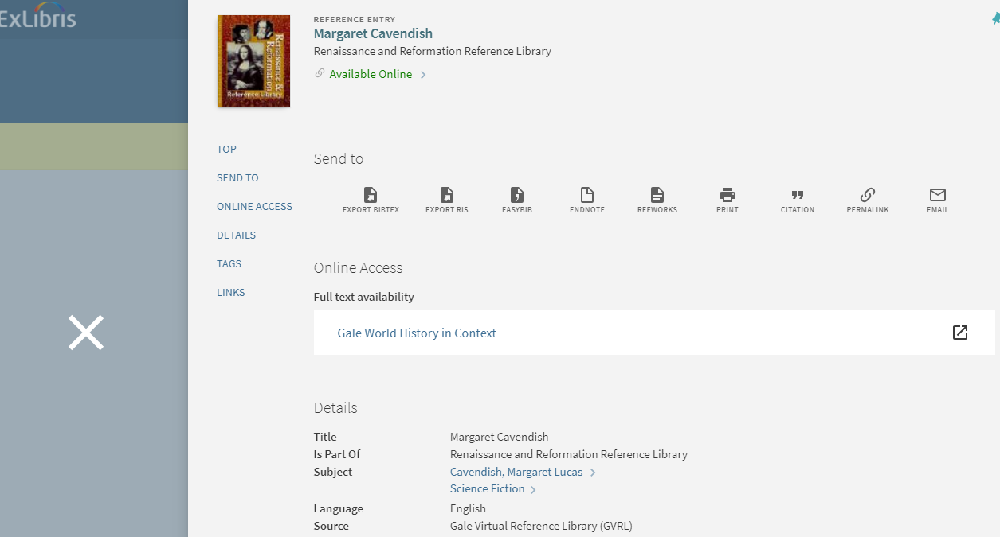 ExLibris
REFERENCE ENTRY
Margaret Cavendish
Renaissance and Reformation Reference Library
Available Online
Renaissance &
Reformation
Reference Library
TOP
SEND TO
ONLINE ACCESS
DETAILS
TAGS
LINKS
Send to
EXPORT BIBTEX EXPORT RIS EASYBIB ENDNOTE REFWORKS PRINT CITATION PERMALINK EMAIL
Online Access
Full text availability
Gale World History in Context
Details
Title Margaret Cavendish
Is Part Of Renaissance and Reformation Reference Library
Subject Cavendish, Margaret Lucas
Science Fiction
Language English
Source Gale Virtual Reference Library (GVRL)